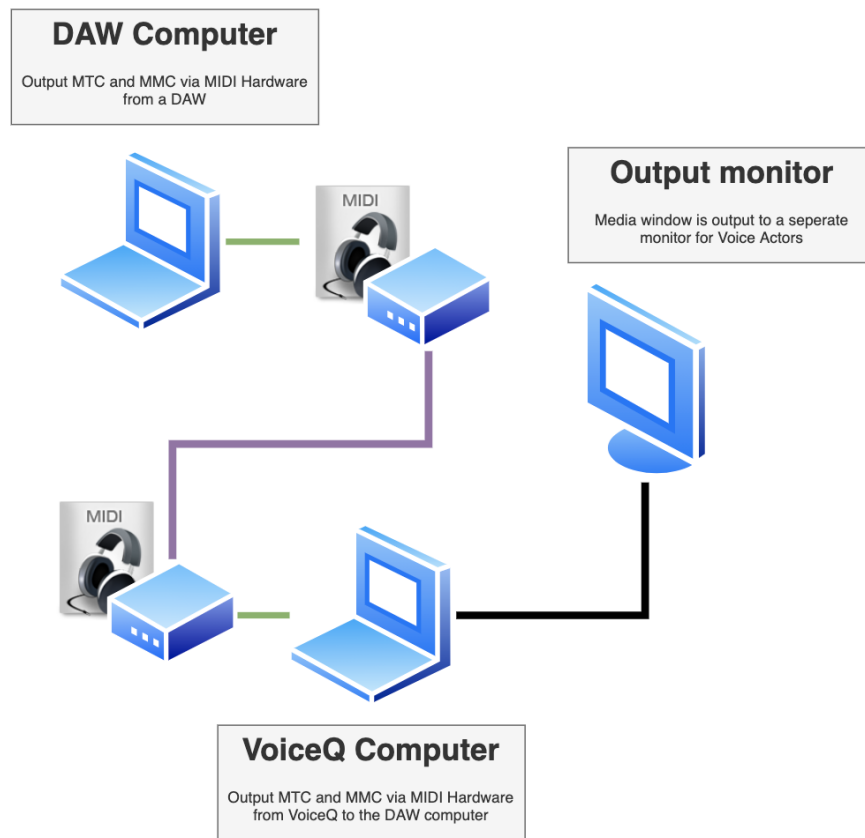 DAW Computer
Output MTC and MMC via MIDI Hardware
from a DAW
Output monitor
Media window is output to a seperate
monitor for Voice Actors
MIDI
MIDI
VoiceQ Computer
Output MTC and MMC via MIDI Hardware
from VoiceQ to the DAW computer